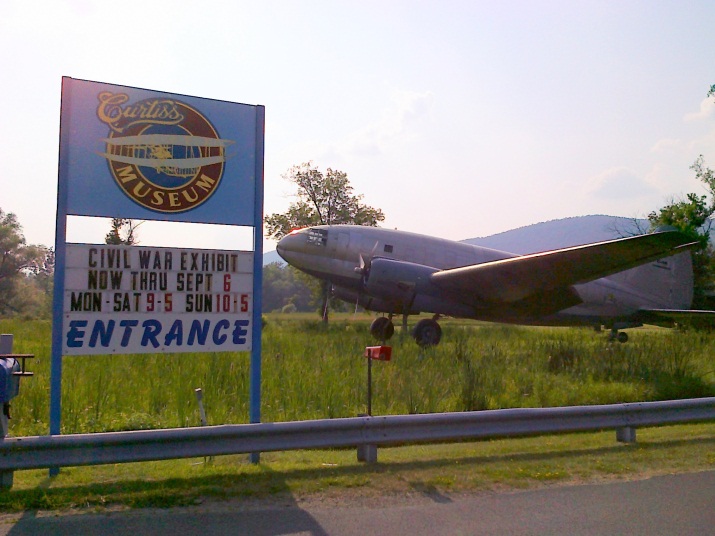 Curtiss
MUSEUM
CIVIL WAR EXHIBIT
NOW THRU SEPT 6
MON-SAT 9-5 SUN 10-5
ENTRANCE